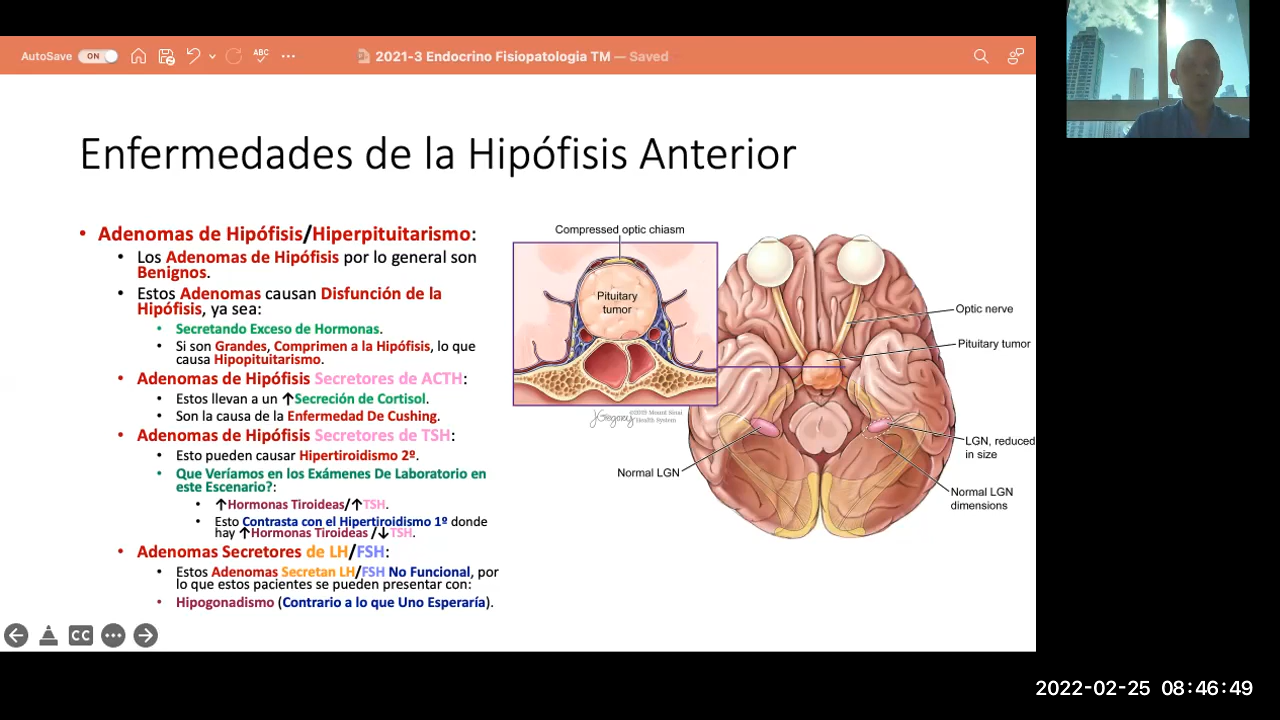 AutoSave ON ABC 2021-3 Endocrino Fisiopatologia TM — Saved
Enfermedades de la Hipófisis Anterior
• Adenomas de Hipófisis/Hiperpituitarismo:
• Los Adenomas de Hipófisis por lo general son
Benignos.
• Estos Adenomas causan Disfunción de la
Hipófisis, ya sea:
• Secretando Exceso de Hormonas.
• Si son Grandes, Comprimen a la Hipófisis, lo que
causa Hipopituitarismo.
• Adenomas de Hipófisis Secretores de ACTH:
• Estos llevan a un ↑Secreción de Cortisol.
• Son la causa de la Enfermedad De Cushing.
• Adenomas de Hipófisis Secretores de TSH:
• Esto pueden causar Hipertiroidismo 2º.
• Que Veríamos en los Exámenes De Laboratorio en
este Escenario?:
• ↑Hormonas Tiroideas/↑TSH.
• Esto Contrasta con el Hipertiroidismo 1º donde
hay ↑Hormonas Tiroideas /↓TSH.
• Adenomas Secretores de LH/FSH:
• Estos Adenomas Secretan LH/FSH No Funcional, por
lo que estos pacientes se pueden presentar con:
• Hipogonadismo (Contrario a lo que Uno Esperaría).
Compressed optic chiasm
Pituitary
tumor
JGregory
©2019 Mount Sinai
Health System
Optic nerve
Pituitary tumor
LGN, reduced
in size
Normal LGN
Normal LGN
dimensions
CC
2022-02-25 08:46:49